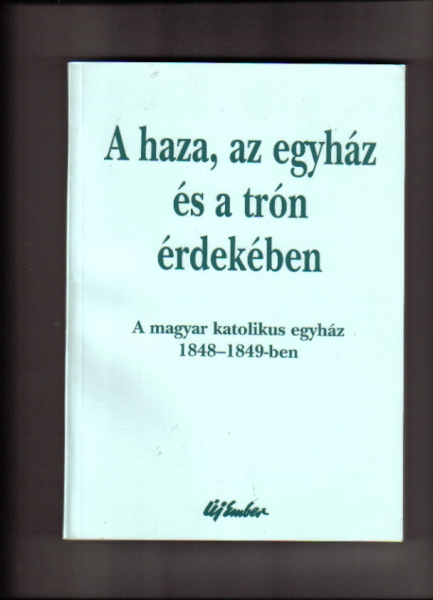 A haza, az egyház
és a trón
érdekében
A magyar katolikus egyház
1848–1849-ben
Új Ember